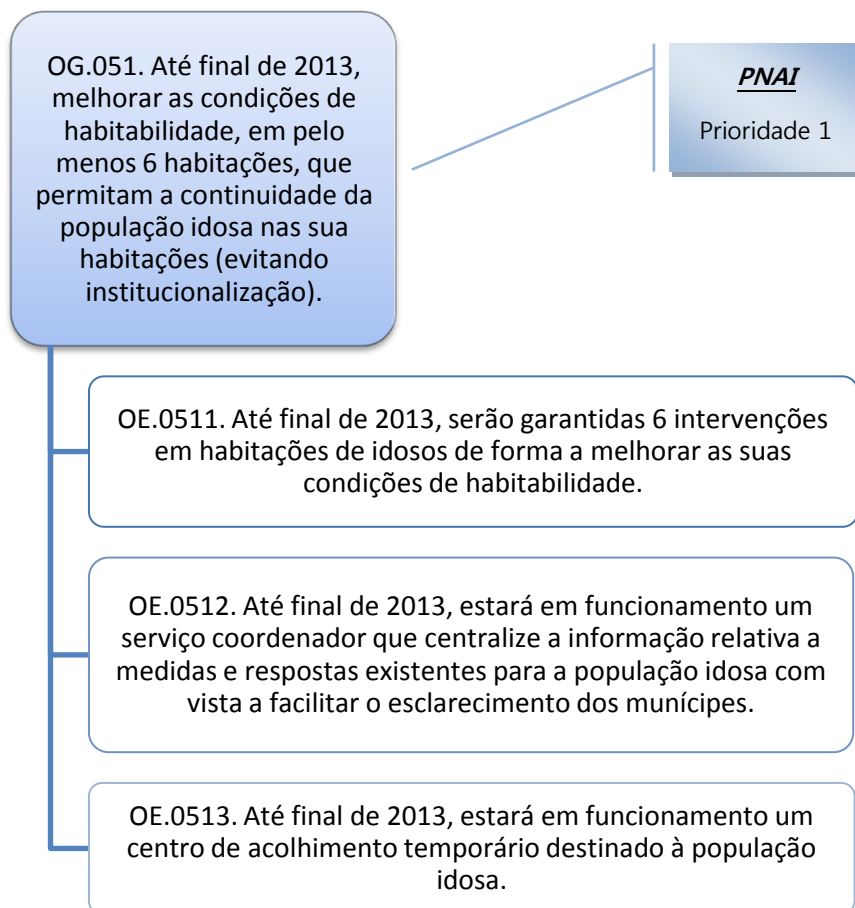 OG.051. Até final de 2013,
melhorar as condições de
habitabilidade, em pelo
menos 6 habitações, que
permitam a continuidade da
população idosa nas sua
habitações (evitando
institucionalização).
PNAI
Prioridade 1
OE.0511. Até final de 2013, serão garantidas 6 intervenções
em habitações de idosos de forma a melhorar as suas
condições de habitabilidade.
OE.0512. Até final de 2013, estará em funcionamento um
serviço coordenador que centralize a informação relativa a
medidas e respostas existentes para a população idosa com
vista a facilitar o esclarecimento dos munícipes.
OE.0513. Até final de 2013, estará em funcionamento um
centro de acolhimento temporário destinado à população
idosa.